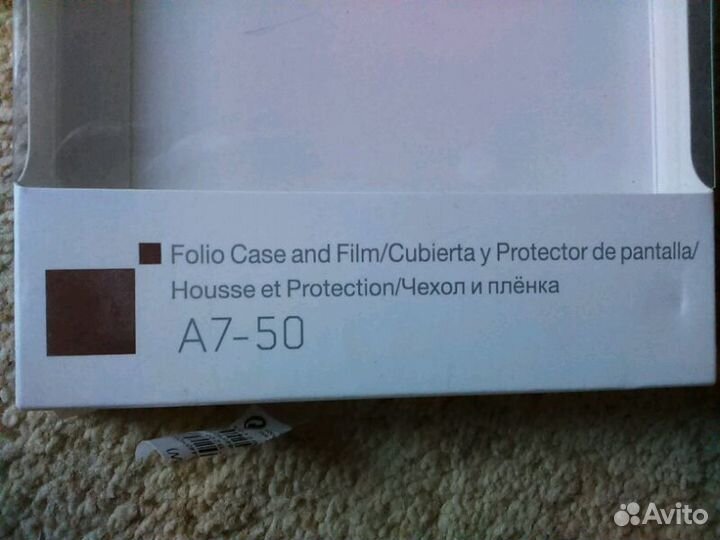 Folio Case and Film/Cubierta y Protector de pantalla/
Housse et Protection/Чехол и плёнка
A7-50
Avito